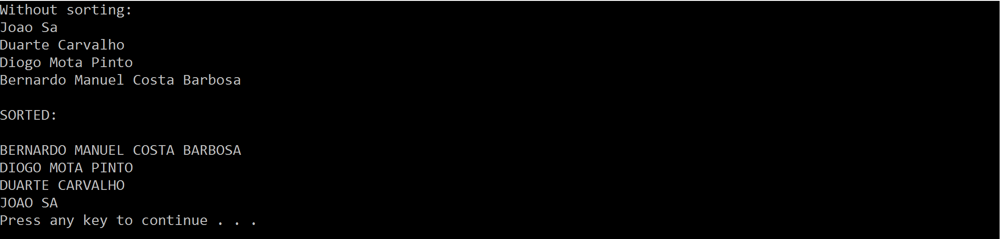 Without sorting:
Joao Sa
Duarte Carvalho
Diogo Mota Pinto
Bernardo Manuel Costa Barbosa
SORTED:
BERNARDO MANUEL COSTA BARBOSA
DIOGO MOTA PINTO
DUARTE CARVALHO
JOAO SA
Press any key to continue . . .